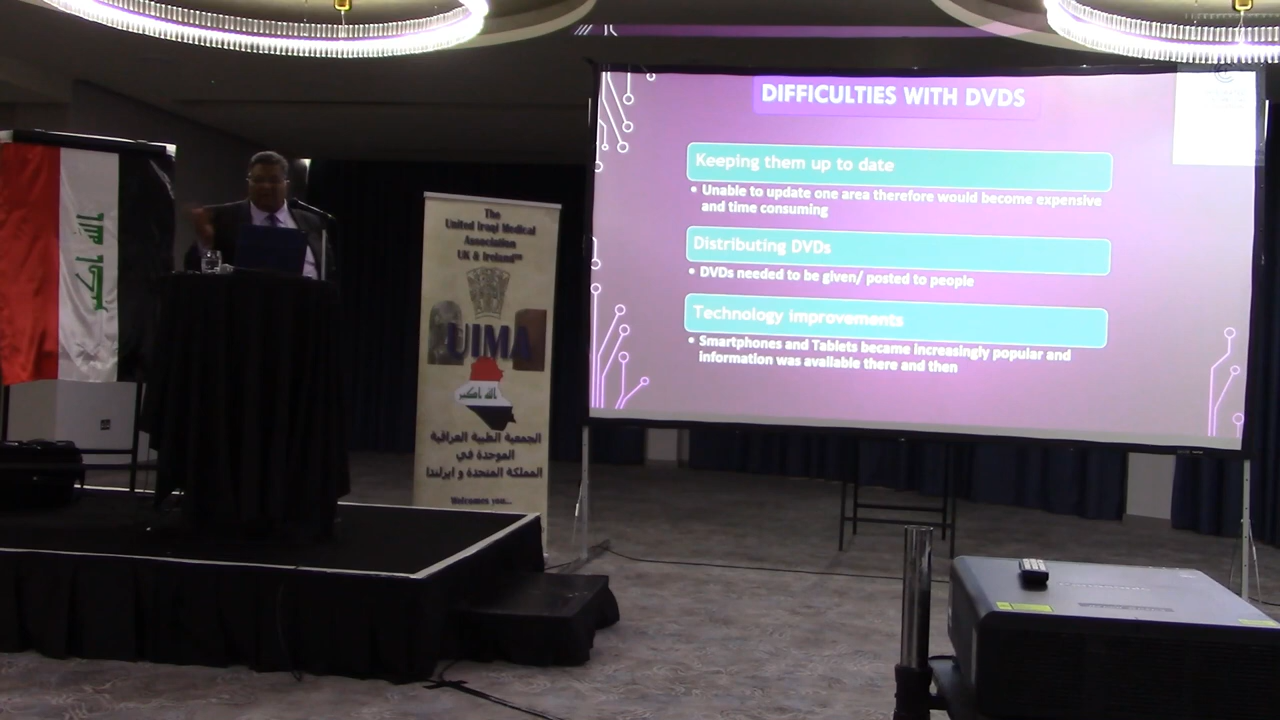 الله اكبر
The
United Iraqi Medical
Association
UK & Ireland
UIMA
الله اكبر
الجمعية الطبية العراقية
الموحدة في
المملكة المتحدة و ايرلندا
Welcomes you...
DIFFICULTIES WITH DVDS
Keeping them up to date
• Unable to update one area therefore would become expensive
and time consuming
Distributing DVDs
• DVDs needed to be given/ posted to people
Technology improvements
• Smartphones and Tablets became increasingly popular and
information was available there and then